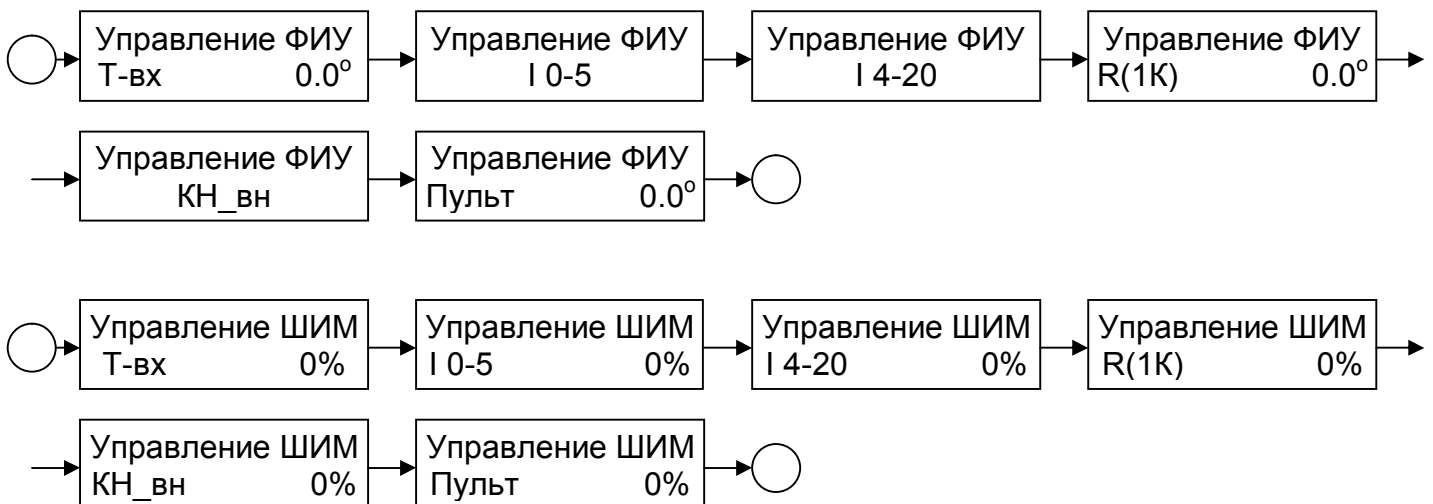 Управление ФИУ
Т-вх 0.0°
Управление ФИУ
I 0-5
Управление ФИУ
I 4-20
Управление ФИУ
R(1К) 0.0°
Управление ФИУ
КН_вн
Управление ФИУ
Пульт 0.0°
Управление ШИМ
Т-вх 0%
Управление ШИМ
I 0-5 0%
Управление ШИМ
I 4-20 0%
Управление ШИМ
R(1К) 0%
Управление ШИМ
КН_вн 0%
Управление ШИМ
Пульт 0%